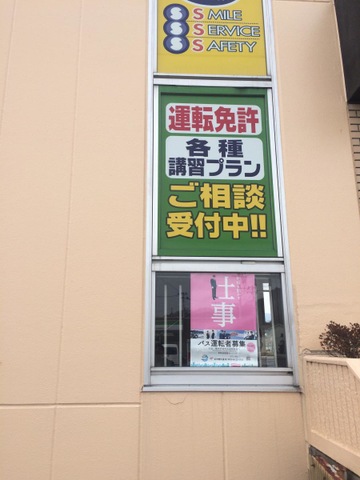 SMILE
SERVICE
SAFETY
運転免許
各種
講習プラン
ご相談
受付中!!
仕事
バス運転者募集